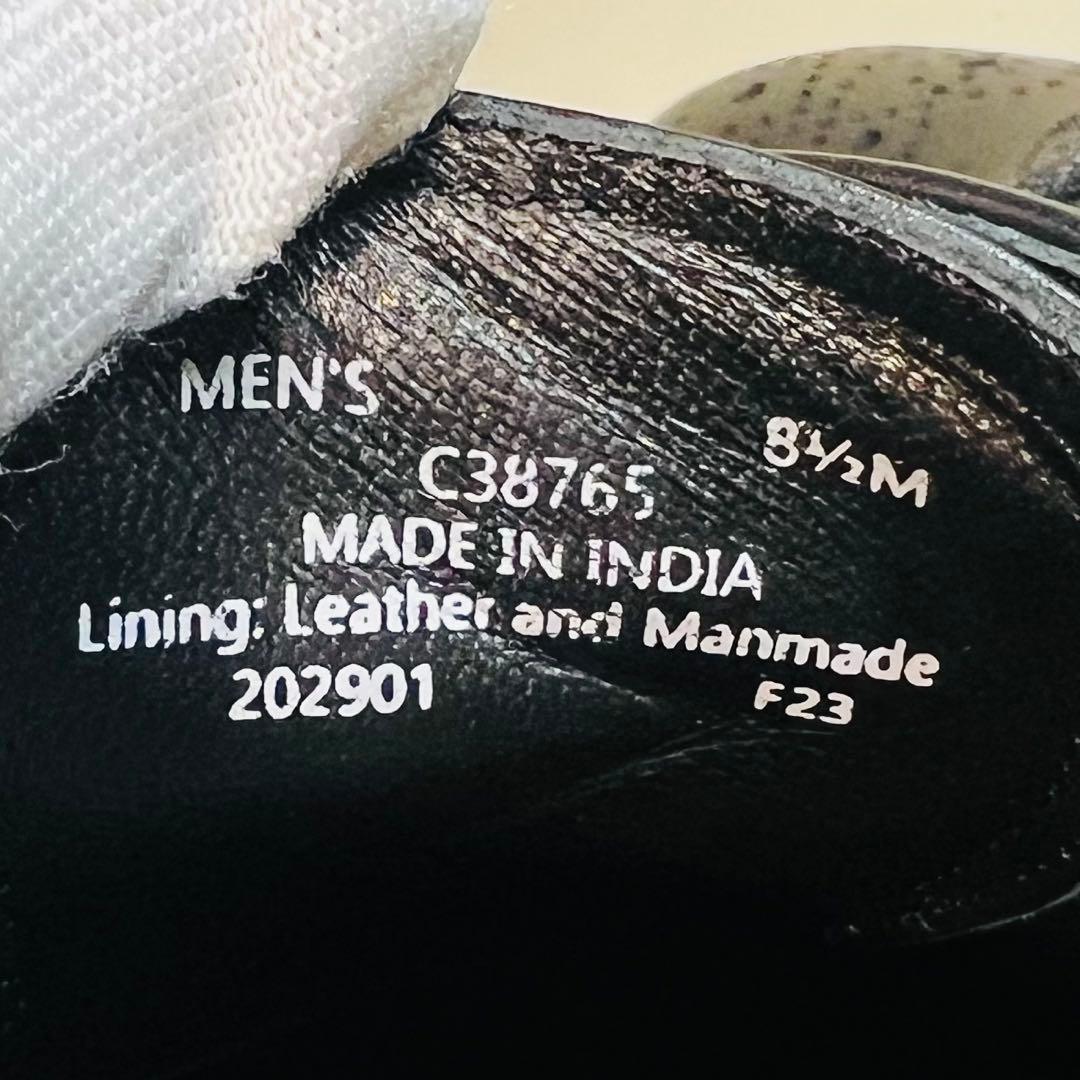 MEN'S
8½M
C38765
MADE IN INDIA
Lining: Leather and Manmade
202901 F23